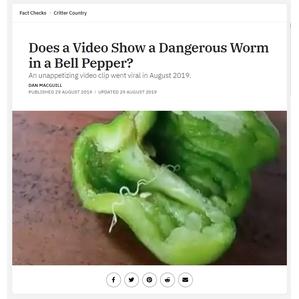 Fact Checks Critter Country
Does a Video Show a Dangerous Worm
in a Bell Pepper?
An unappetizing video clip went viral in August 2019.
DAN MACGUILL
PUBLISHED 29 AUGUST 2019 | UPDATED 29 AUGUST 2019